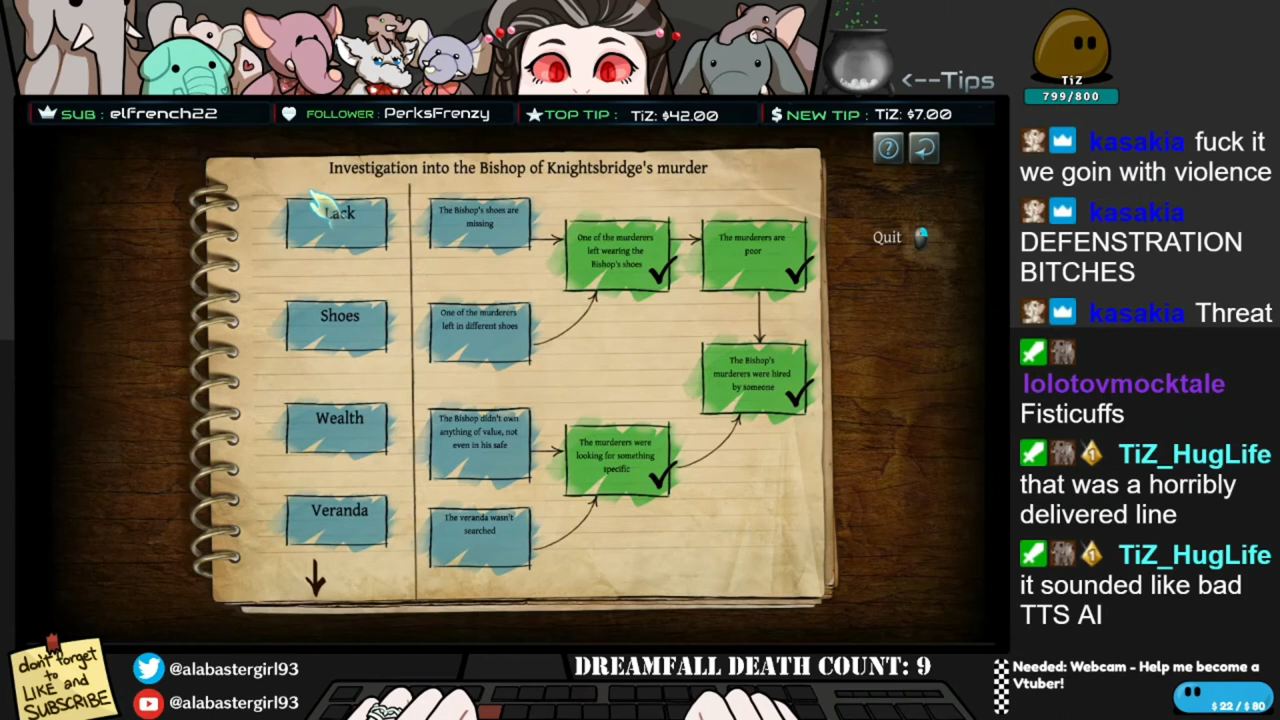 <--Tips
TiZ
799/800
SUB : elfrench22
FOLLOWER : PerksFrenzy
TOP TIP : TiZ: $42.00
$ NEW TIP : TiZ: $7.00
Investigation into the Bishop of Knightsbridge's murder
Lack
Shoes
Wealth
Veranda
The Bishop's shoes are
missing
One of the murderers
left in different shoes
The Bishop didn't own
anything of value, not
even in his safe
The veranda wasn't
searched
One of the murderers
left wearing the
Bishop's shoes
The murderers are
poor
The Bishop's
murderers were hired
by someone
The murderers were
looking for something
specific
?
Quit
kasakia fuck it
we goin with violence
kasakia
DEFENSTRATION
BITCHES
kasakia Threat
lolotovmocktale
Fisticuffs
TiZ_HugLife
that was a horribly
delivered line
TiZ_HugLife
it sounded like bad
TTS AI
don't forget
to
LIKE and
SUBSCRIBE
@alabastergirl93
@alabastergirl93
DREAMFALL DEATH COUNT: 9
Needed: Webcam - Help me become a
Vtuber!
$ 22 / $ 80